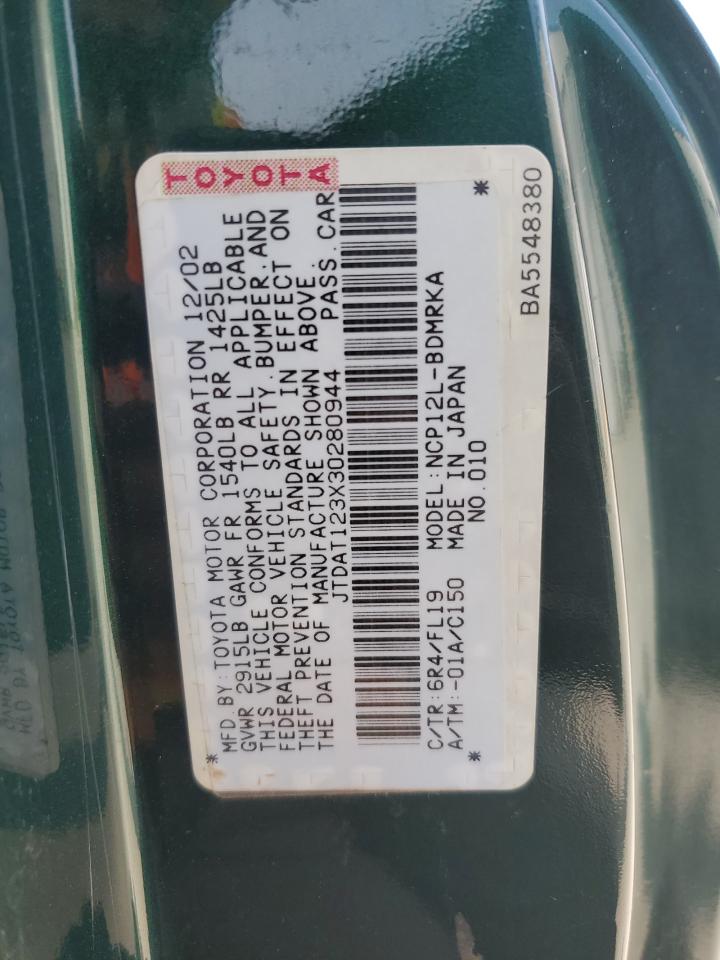 TOYOTA
MFD. BY: TOYOTA MOTOR CORPORATION 12/02
GVWR 2915LB GAWR FR 1540LB RR 1425LB
THIS VEHICLE CONFORMS TO ALL APPLICABLE
FEDERAL MOTOR VEHICLE SAFETY, BUMPER, AND
THEFT PREVENTION STANDARDS IN EFFECT ON
THE DATE OF MANUFACTURE SHOWN ABOVE.
JTDAT123X30280944 PASS. CAR
* *
C/TR: 6R4/FL19 MODEL: NCP12L-BDMRKA
A/TM: -01A/C150 MADE IN JAPAN
* NO. 010 *
BA5548380